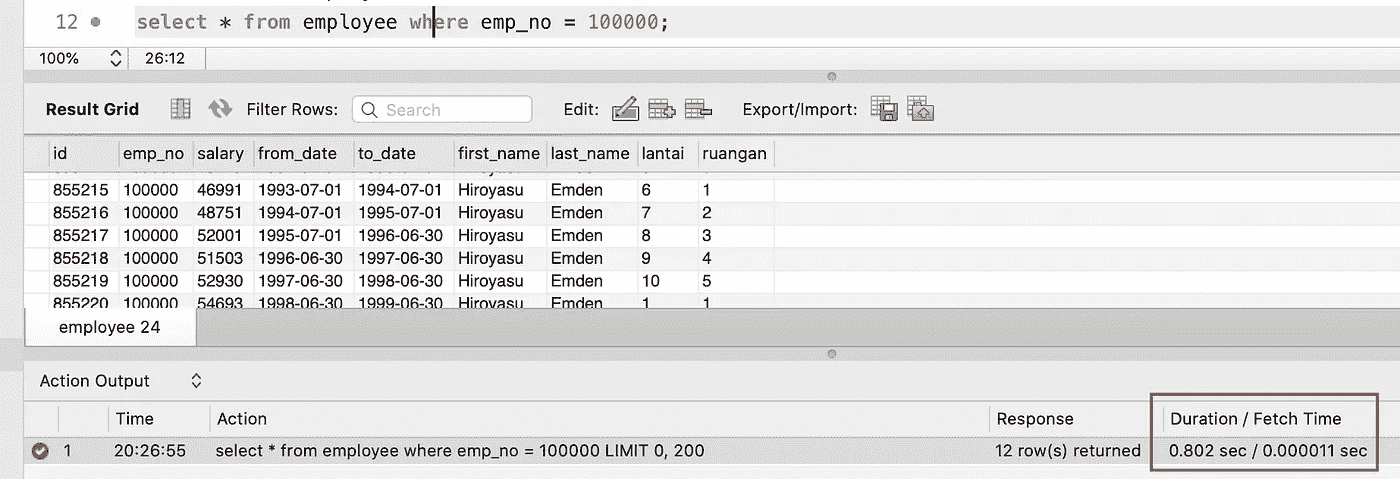 12 select * from employee where emp_no = 100000;
100% 26:12
Result Grid Filter Rows: Search Edit: Export/Import:
id emp_no salary from_date to_date first_name last_name lantai ruangan
855215 100000 46991 1993-07-01 1994-07-01 Hiroyasu Emden 6 1
855216 100000 48751 1994-07-01 1995-07-01 Hiroyasu Emden 7 2
855217 100000 52001 1995-07-01 1996-06-30 Hiroyasu Emden 8 3
855218 100000 51503 1996-06-30 1997-06-30 Hiroyasu Emden 9 4
855219 100000 52930 1997-06-30 1998-06-30 Hiroyasu Emden 10 5
855220 100000 54693 1998-06-30 1999-06-30 Hiroyasu Emden 1 1
employee 24
Action Output
Time Action Response Duration / Fetch Time
1 20:26:55 select * from employee where emp_no = 100000 LIMIT 0, 200 12 row(s) returned 0.802 sec / 0.000011 sec